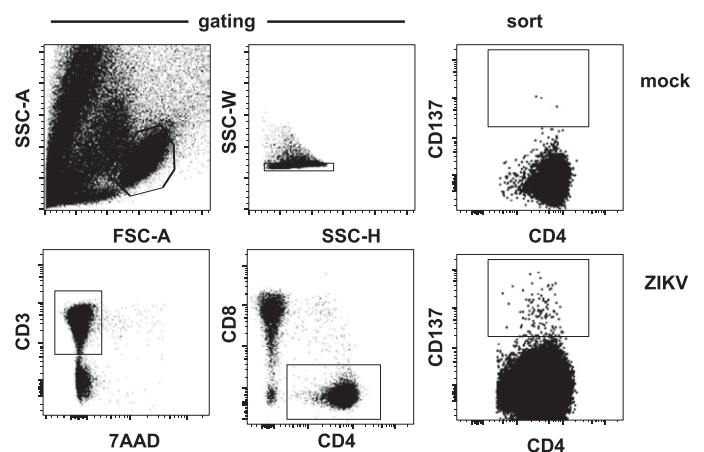 gating sort
SSC-A
SSC-W
CD137
mock
FSC-A SSC-H CD4
CD3
CD8
CD137
ZIKV
7AAD CD4 CD4